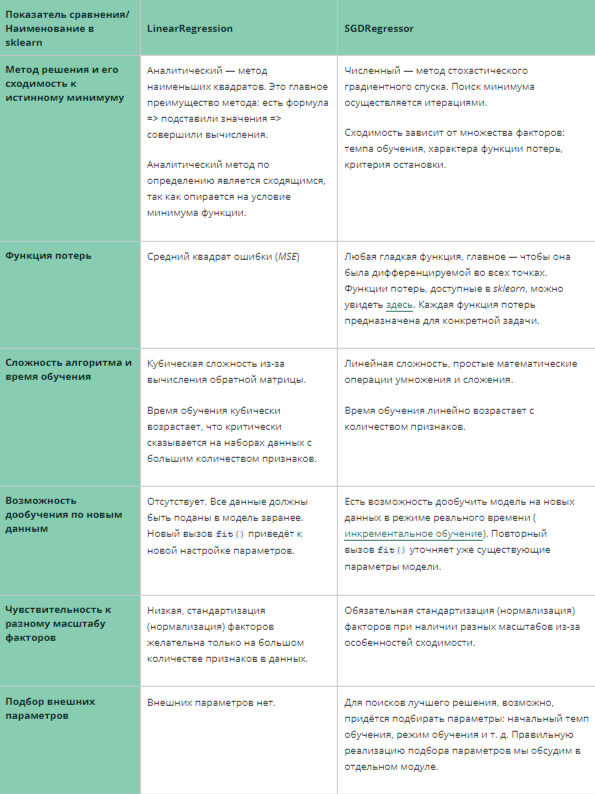 Показатель сравнения/
Наименование в
sklearn
LinearRegression
SGDRegressor
Метод решения и его
сходимость к
истинному минимуму
Аналитический — метод
наименьших квадратов. Это главное
преимущество метода: есть формула
=> подставили значения =>
совершили вычисления.
Аналитический метод по
определению является сходящимся,
так как опирается на условие
минимума функции.
Численный — метод стохастического
градиентного спуска. Поиск минимума
осуществляется итерациями.
Сходимость зависит от множества факторов:
темпа обучения, характера функции потерь,
критерия остановки.
Функция потерь
Средний квадрат ошибки (MSE)
Любая гладкая функция, главное — чтобы она
была дифференцируемой во всех точках.
Функции потерь, доступные в sklearn, можно
увидеть здесь. Каждая функция потерь
предназначена для конкретной задачи.
Сложность алгоритма и
время обучения
Кубическая сложность из-за
вычисления обратной матрицы.
Время обучения кубически
возрастает, что критически
сказывается на наборах данных с
большим количеством признаков.
Линейная сложность, простые математические
операции умножения и сложения.
Время обучения линейно возрастает с
количеством признаков.
Возможность
дообучения по новым
данным
Отсутствует. Все данные должны
быть поданы в модель заранее.
Новый вызов fit() приведёт к
новой настройке параметров.
Есть возможность дообучить модель на новых
данных в режиме реального времени (
инкрементальное обучение). Повторный
вызов fit() уточняет уже существующие
параметры модели.
Чувствительность к
разному масштабу
факторов
Низкая, стандартизация
(нормализация) факторов
желательна только на большом
количестве признаков в данных.
Обязательная стандартизация (нормализация)
факторов при наличии разных масштабов из-за
особенностей сходимости.
Подбор внешних
параметров
Внешних параметров нет.
Для поисков лучшего решения, возможно,
придётся подбирать параметры: начальный темп
обучения, режим обучения и т. д. Правильную
реализацию подбора параметров мы обсудим в
отдельном модуле.